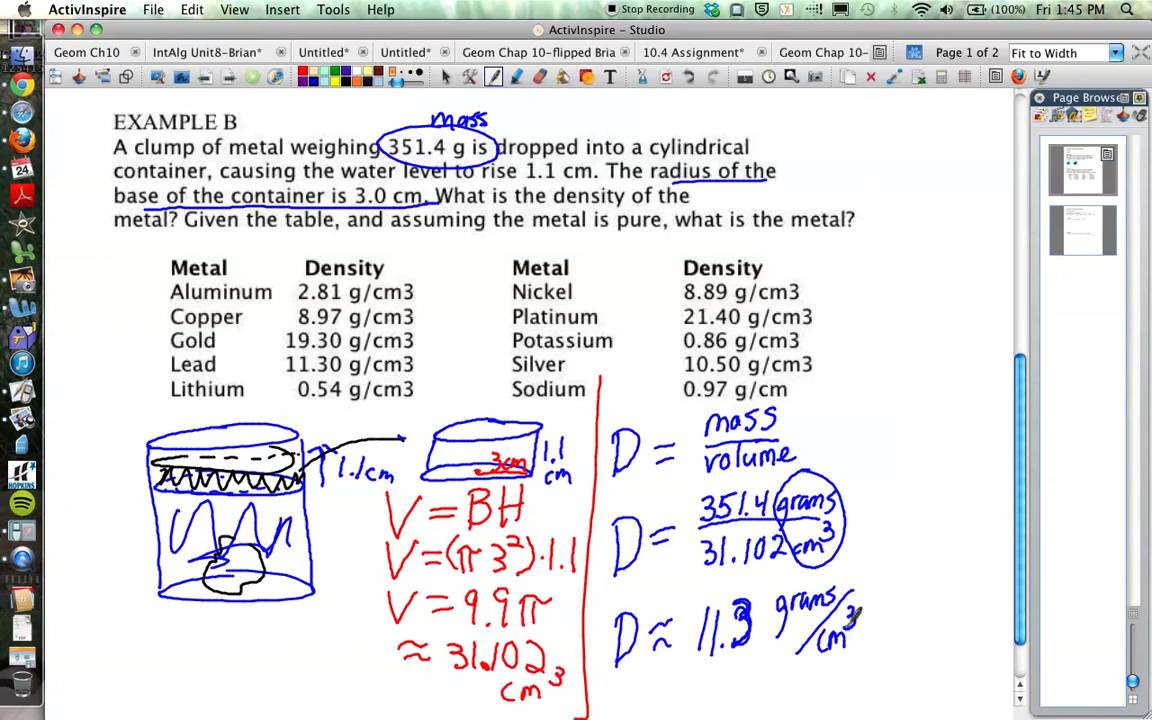 ActivInspire File Edit View Insert Tools Help Stop Recording (100%) Fri 1:45 PM
ActivInspire - Studio
Geom Ch10 IntAlg Unit8-Brian* Untitled* Untitled* Geom Chap 10-flipped Bria 10.4 Assignment* Geom Chap 10- Page 1 of 2 Fit to Width
Page Browse
EXAMPLE B
mass
A clump of metal weighing 351.4 g is dropped into a cylindrical
container, causing the water level to rise 1.1 cm. The radius of the
base of the container is 3.0 cm. What is the density of the
metal? Given the table, and assuming the metal is pure, what is the metal?
Metal Density Metal Density
Aluminum 2.81 g/cm3 Nickel 8.89 g/cm3
Copper 8.97 g/cm3 Platinum 21.40 g/cm3
Gold 19.30 g/cm3 Potassium 0.86 g/cm3
Lead 11.30 g/cm3 Silver 10.50 g/cm3
Lithium 0.54 g/cm3 Sodium 0.97 g/cm
1.1cm
3cm
1.1
cm
V = BH
V = (π 3²)·1.1
V = 9.9π
≈ 31.102
cm³
D = mass
volume
D = 351.4 grams
31.102 cm³
D ≈ 11.3 grams/cm³
24
HOPKINS